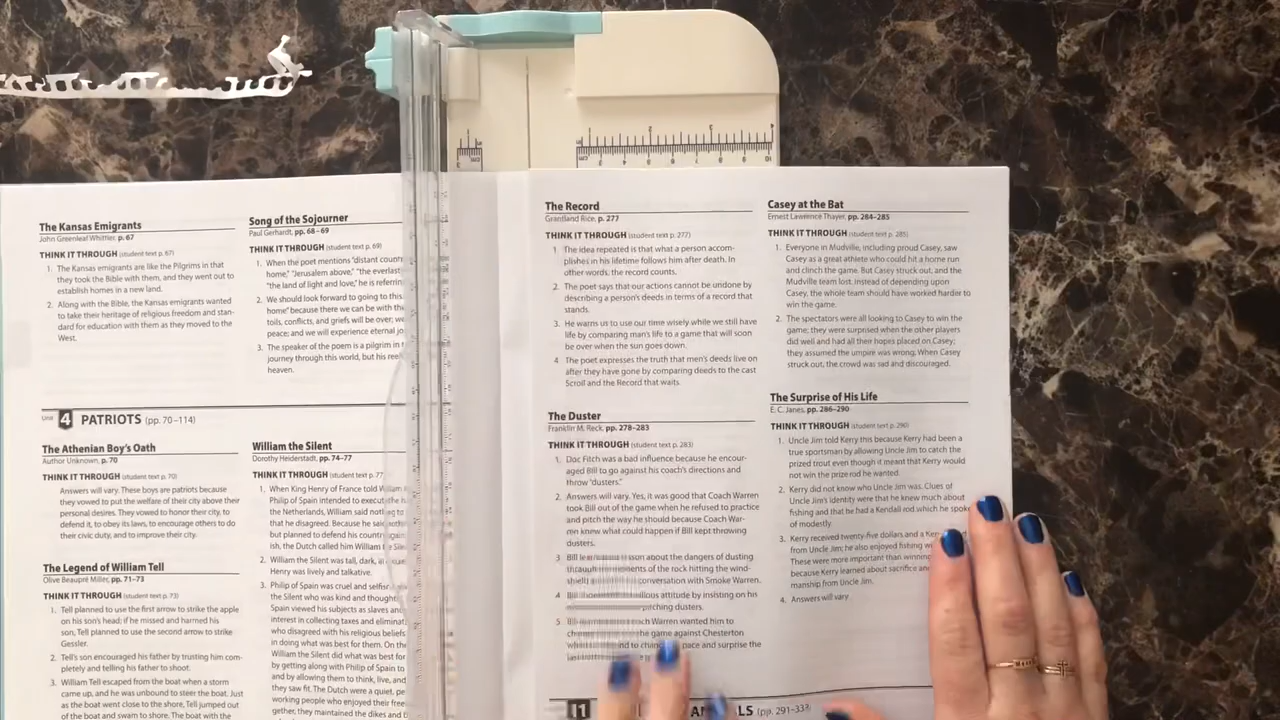 The Kansas Emigrants
John Greenleaf Whittier, p. 67
THINK IT THROUGH (student text p. 67)
1. The Kansas emigrants are like the Pilgrims in that
they took the Bible with them, and they went out to
establish homes in a new land.
2. Along with the Bible, the Kansas emigrants wanted
to take their heritage of religious freedom and stan-
dard for education with them as they moved to the
West.
Song of the Sojourner
Paul Gerhardt, pp. 68–69
THINK IT THROUGH (student text p. 69)
1. When the poet mentions "distant
home," "Jerusalem above," "the
"the land of light and love," he is
2. We should look forward to going to this
home" because there we can be with the
toils, conflicts, and griefs will be over; we
peace; and we will experience eternal
3. The speaker of the poem is a pilgrim in
journey through this world, but his
heaven.
Unit 4 PATRIOTS (pp. 70–114)
The Athenian Boy's Oath
Author Unknown, p. 70
THINK IT THROUGH (student text p. 70)
Answers will vary. These boys are patriots because
they vowed to put the welfare of their city above their
personal desires. They vowed to honor their city, to
defend it, to obey its laws, to encourage others to do
their civic duty, and to improve their city.
The Legend of William Tell
Olive Beaupré Miller, pp. 71–73
THINK IT THROUGH (student text p. 73)
1. Tell planned to use the first arrow to strike the apple
on his son's head; if he missed and harmed his
son, Tell planned to use the second arrow to strike
Gessler.
2. Tell's son encouraged his father by trusting him com-
pletely and telling his father to shoot.
3. William Tell escaped from the boat when a storm
came up, and he was unbound to steer the boat. Just
as the boat went close to the shore, Tell jumped out
of the boat and swam to shore. The boat with the
William the Silent
Dorothy Heiderstadt, pp. 74–77
THINK IT THROUGH (student text p. 77
1. When King Henry of France told William
Philip of Spain intended to execute the
the Netherlands, William said nothing to
that he disagreed. Because he said
but planned to defend his country
ish, the Dutch called him William the
2. William the Silent was tall, dark,
Henry was lively and talkative.
3. Philip of Spain was cruel and
the Silent who was kind and
Spain viewed his subjects as slaves and
interest in collecting taxes and
who disagreed with his religious beliefs
in doing what was best for them. On the
William the Silent did what was best for
by getting along with Philip of Spain to
and by allowing them to think, live, and
they saw fit. The Dutch were a quiet,
working people who enjoyed their free
gether, they maintained the dikes and
The Record
Grantland Rice, p. 277
THINK IT THROUGH (student text p. 277)
1. The idea repeated is that what a person accom-
plishes in his lifetime follows him after death. In
other words, the record counts.
2. The poet says that our actions cannot be undone by
describing a person's deeds in terms of a record that
stands.
3. He warns us to use our time wisely while we still have
life by comparing man's life to a game that will soon
be over when the sun goes down.
4 The poet expresses the truth that men's deeds live on
after they have gone by comparing deeds to the cast
Scroll and the Record that waits.
The Duster
Franklin M. Reck, pp. 278–283
THINK IT THROUGH (student text p. 283)
1. Doc Fitch was a bad influence because he encour-
aged Bill to go against his coach's directions and
throw "dusters."
2. Answers will vary. Yes, it was good that Coach Warren
took Bill out of the game when he refused to practice
and pitch the way he should because Coach War-
ren knew what could happen if Bill kept throwing
dusters.
3 Bill about the dangers of dusting
of the rock hitting the wind-
conversation with Smoke Warren.
4 Bill attitude by insisting on his
pitching dusters.
5 Warren wanted him to
the game against Chesterton
pace and surprise the
Casey at the Bat
Ernest Lawrence Thayer, pp. 284–285
THINK IT THROUGH (student text p. 285)
1. Everyone in Mudville, including proud Casey, saw
Casey as a great athlete who could hit a home run
and clinch the game. But Casey struck out, and the
Mudville team lost. Instead of depending upon
Casey, the whole team should have worked harder to
win the game.
2. The spectators were all looking to Casey to win the
game; they were surprised when the other players
did well and had all their hopes placed on Casey;
they assumed the umpire was wrong. When Casey
struck out, the crowd was sad and discouraged.
The Surprise of His Life
E. C. Janes, pp. 286–290
THINK IT THROUGH (student text p. 290)
1. Uncle Jim told Kerry this because Kerry had been a
true sportsman by allowing Uncle Jim to catch the
prized trout even though it meant that Kerry would
not win the prize rod he wanted.
2. Kerry did not know who Uncle Jim was. Clues of
Uncle Jim's identity were that he knew much about
fishing and that he had a Kendall rod which he spoke
of modestly.
3. Kerry received twenty-five dollars and a
from Uncle Jim; he also enjoyed fishing
These were more important than winning
because Kerry learned about sacrifice and
manship from Uncle Jim.
4. Answers will vary
11 (pp. 291–333)